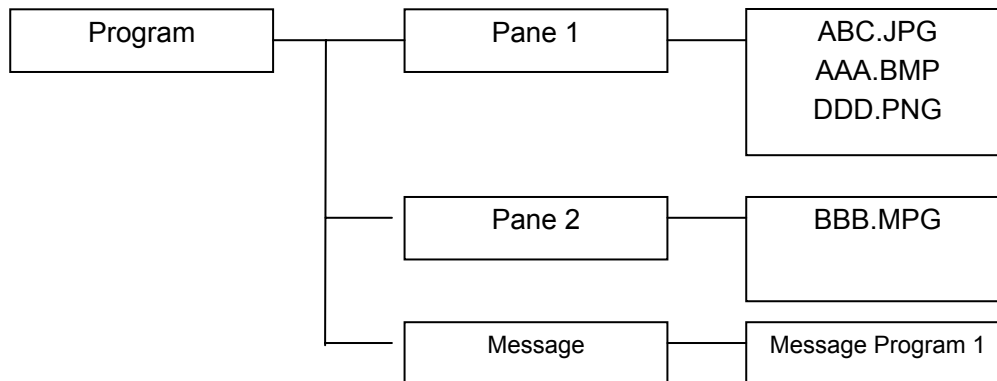 Program
Pane 1
ABC.JPG
AAA.BMP
DDD.PNG
Pane 2
BBB.MPG
Message
Message Program 1